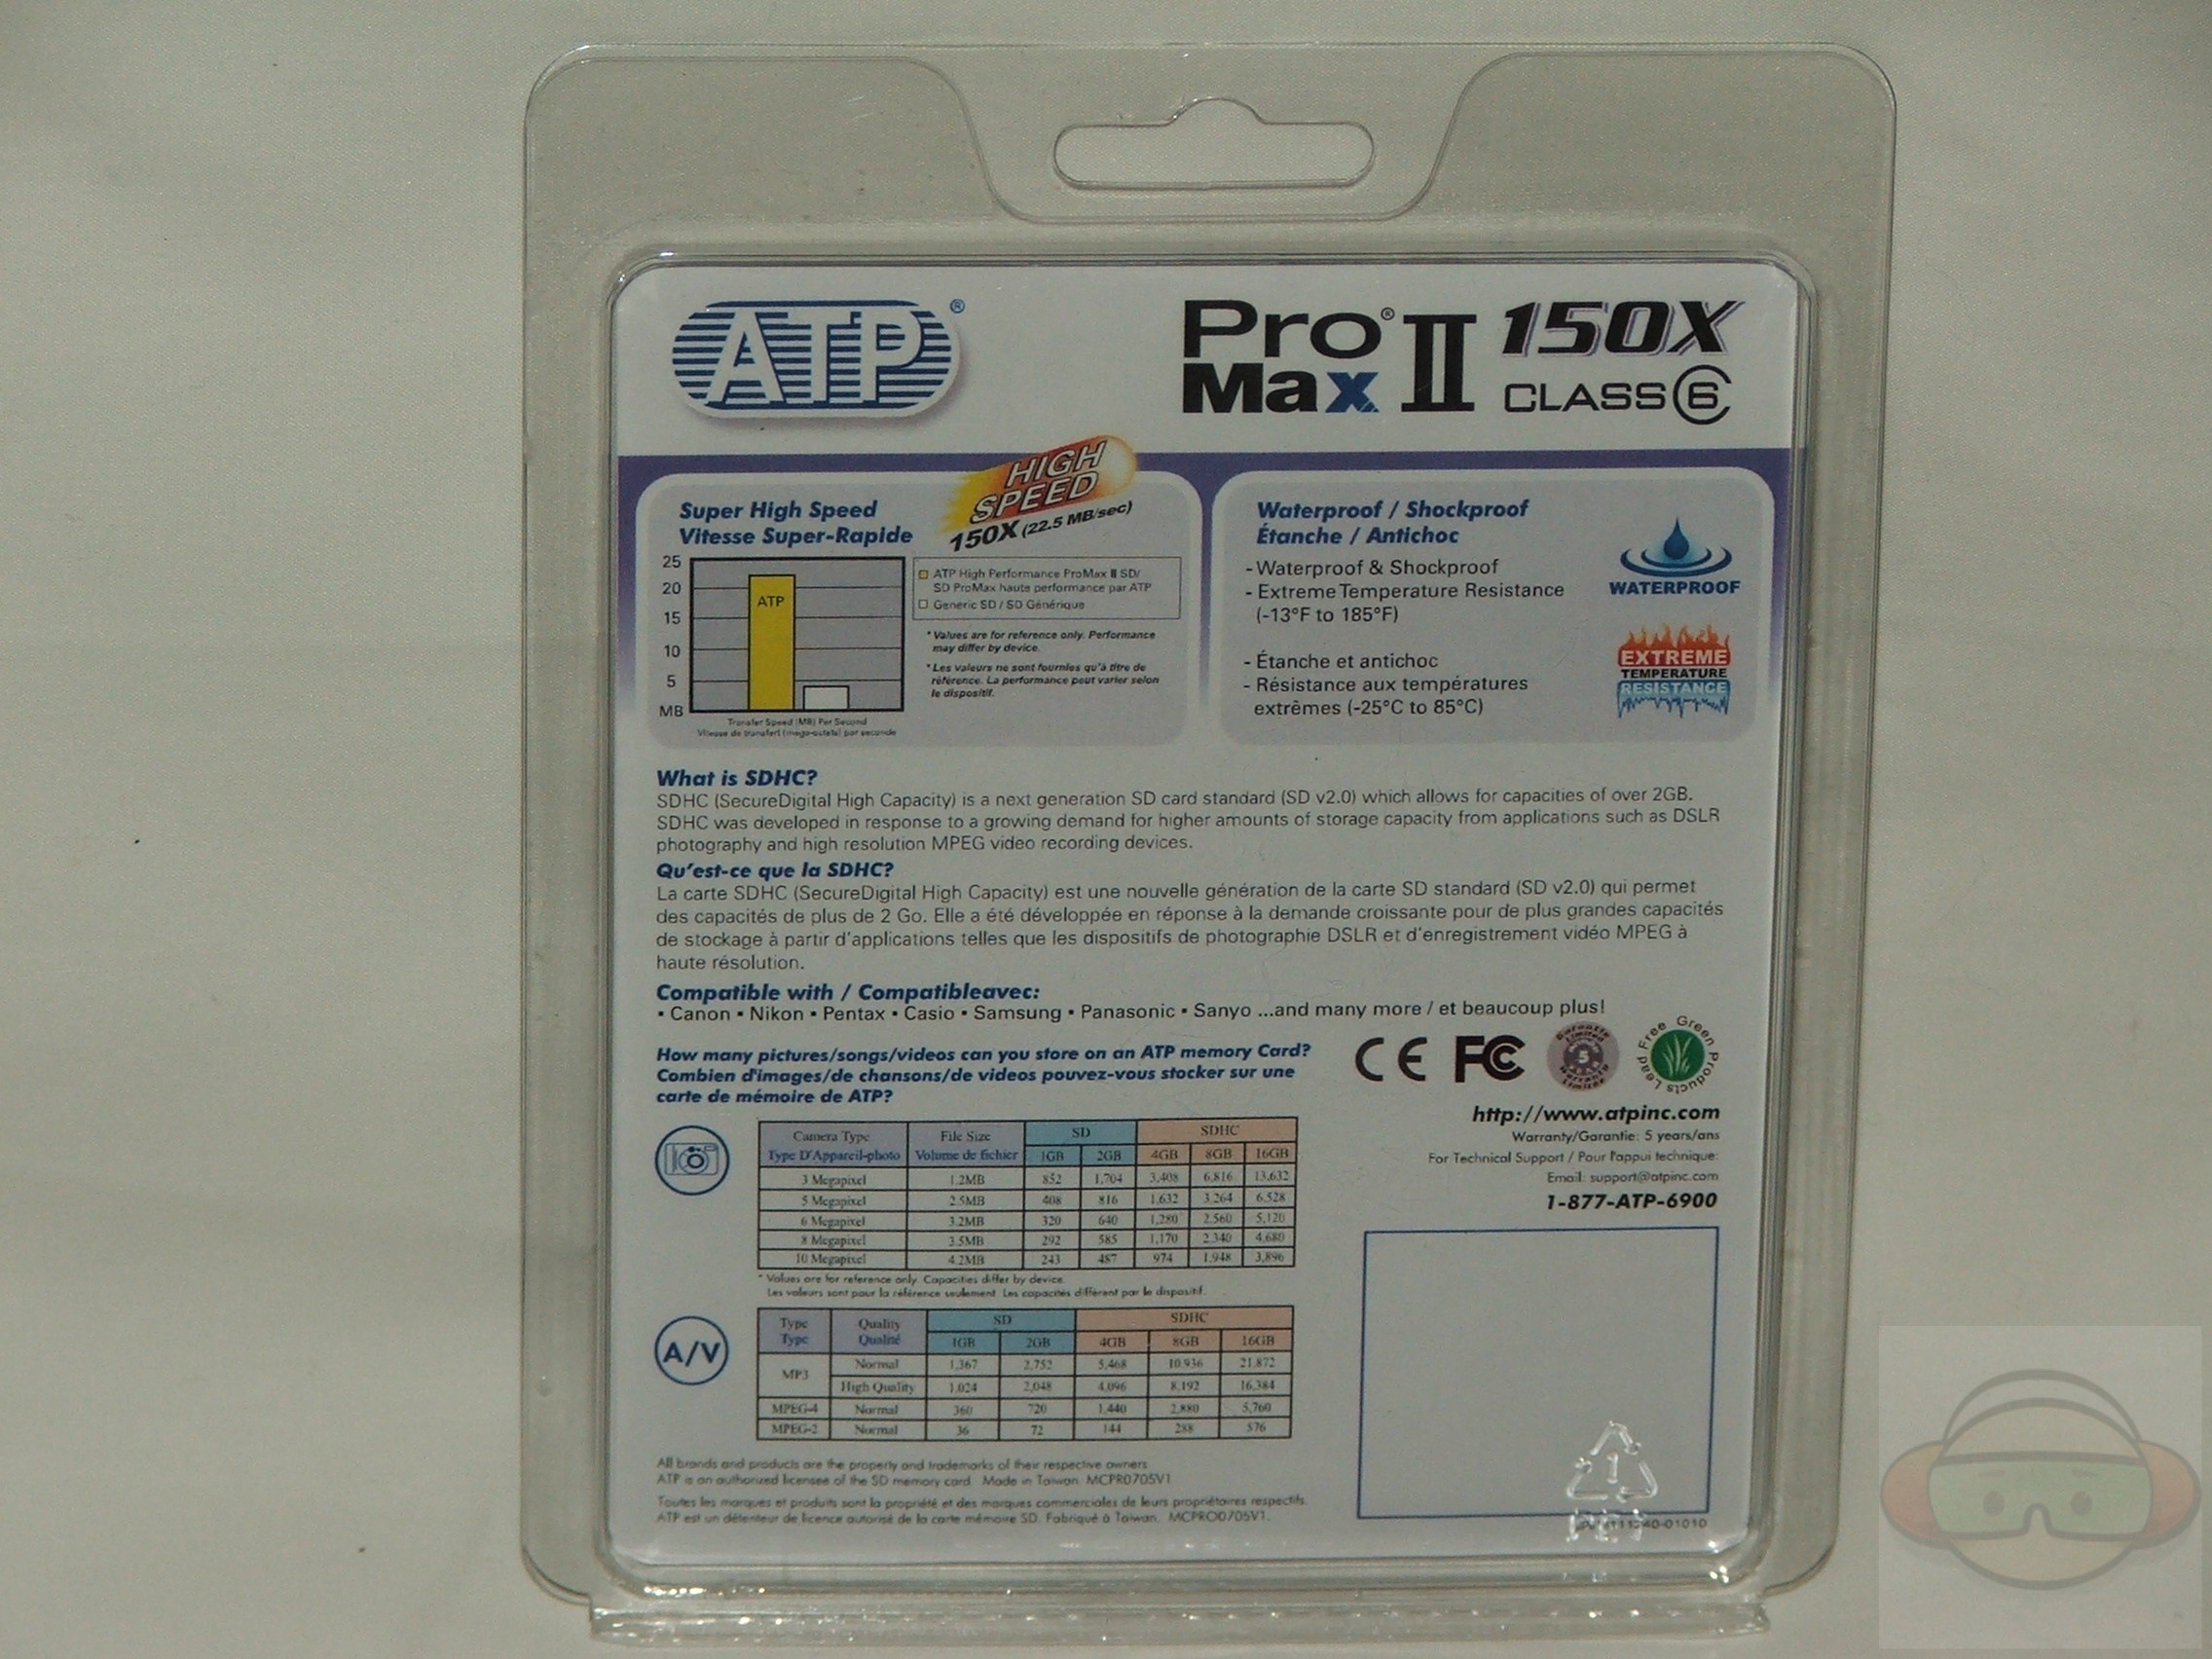 ATP®
Pro® Max II 150X
CLASS 6
HIGH SPEED
150X (22.5 MB/sec)
Super High Speed
Vitesse Super-Rapide
25
20
15
10
5
MB
ATP
Transfer Speed (MB) Per Second
Vitesse de transfert (mega-octets) par seconde
ATP High Performance ProMax II SD/
SD ProMax haute performance par ATP
Generic SD / SD Générique
* Values are for reference only. Performance
may differ by device.
* Les valeurs ne sont fournies qu'à titre de
référence. La performance peut varier selon
le dispositif.
Waterproof / Shockproof
Étanche / Antichoc
- Waterproof & Shockproof
- Extreme Temperature Resistance
(-13°F to 185°F)
- Étanche et antichoc
- Résistance aux températures
extrêmes (-25°C to 85°C)
WATERPROOF
EXTREME
TEMPERATURE
RESISTANCE
What is SDHC?
SDHC (SecureDigital High Capacity) is a next generation SD card standard (SD v2.0) which allows for capacities of over 2GB.
SDHC was developed in response to a growing demand for higher amounts of storage capacity from applications such as DSLR
photography and high resolution MPEG video recording devices.
Qu'est-ce que la SDHC?
La carte SDHC (SecureDigital High Capacity) est une nouvelle génération de la carte SD standard (SD v2.0) qui permet
des capacités de plus de 2 Go. Elle a été développée en réponse à la demande croissante pour de plus grandes capacités
de stockage à partir d'applications telles que les dispositifs de photographie DSLR et d'enregistrement vidéo MPEG à
haute résolution.
Compatible with / Compatibleavec:
▪ Canon ▪ Nikon ▪ Pentax ▪ Casio ▪ Samsung ▪ Panasonic ▪ Sanyo ...and many more / et beaucoup plus!
How many pictures/songs/videos can you store on an ATP memory Card?
Combien d'images/de chansons/de videos pouvez-vous stocker sur une
carte de mémoire de ATP?
CE FC
5
Lead Free Green Products
http://www.atpinc.com
Warranty/Garantie: 5 years/ans
For Technical Support / Pour l'appui technique:
Email: support@atpinc.com
1-877-ATP-6900
Camera Type File Size SD SDHC
Type D'Appareil-photo Volume de fichier 1GB 2GB 4GB 8GB 16GB
3 Megapixel 1.2MB 852 1,704 3,408 6,816 13,632
5 Megapixel 2.5MB 408 816 1,632 3,264 6,528
6 Megapixel 3.2MB 320 640 1,280 2,560 5,120
8 Megapixel 3.5MB 292 585 1,170 2,340 4,680
10 Megapixel 4.2MB 243 487 974 1,948 3,896
* Values are for reference only. Capacities differ by device.
Les valeurs sont pour la référence seulement. Les capacités diffèrent par le dispositif.
A/V
Type Quality SD SDHC
Type Qualité 1GB 2GB 4GB 8GB 16GB
MP3 Normal 1,367 2,752 5,468 10,936 21,872
High Quality 1,024 2,048 4,096 8,192 16,384
MPEG-4 Normal 360 720 1,440 2,880 5,760
MPEG-2 Normal 36 72 144 288 576
All brands and products are the property and trademarks of their respective owners
ATP is an authorized licensee of the SD memory card. Made in Taiwan. MCPR0705V1
Toutes les marques et produits sont la propriété et des marques commerciales de leurs propriétaires respectifs.
ATP est un détenteur de licence autorisé de la carte mémoire SD. Fabriqué à Taiwan. MCPRO0705V1.
1